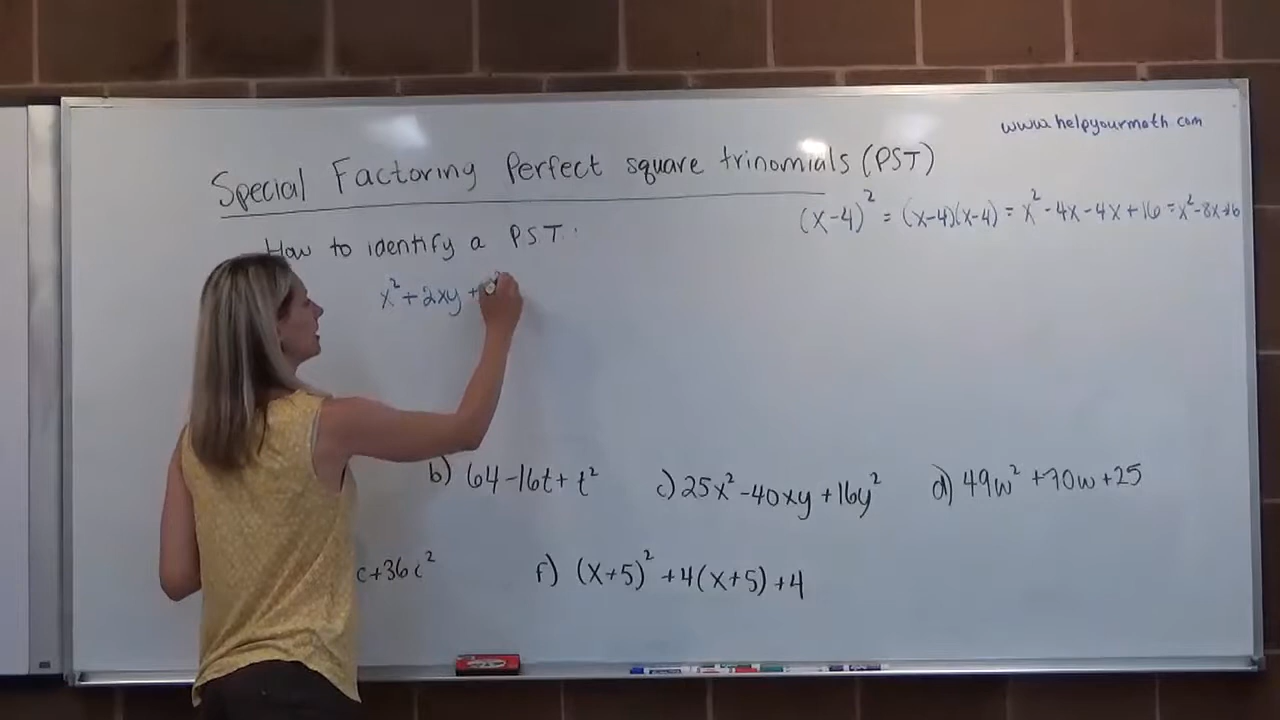 www.helpyourmath.com
Special Factoring Perfect square trinomials (PST)
(x-4)² = (x-4)(x-4) = x² - 4x - 4x + 16 = x² - 8x + 16
How to identify a PST:
x² + 2xy +
b) 64 - 16t + t²
c) 25x² - 40xy + 16y²
d) 49w² + 70w + 25
c + 36c²
f) (x+5)² + 4(x+5) + 4